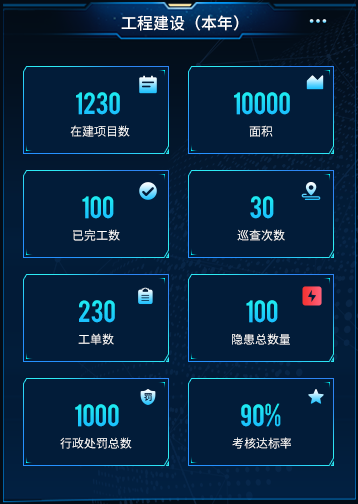 工程建设（本年）
1230
在建项目数
10000
面积
100
已完工数
30
巡查次数
230
工单数
100
隐患总数量
1000
罚
行政处罚总数
90%
考核达标率